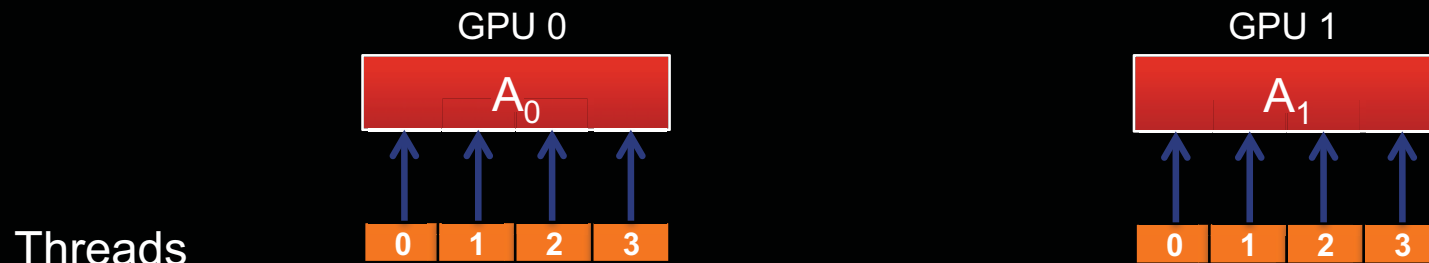 GPU 0 GPU 1
A₀ A₁
Threads 0 1 2 3 0 1 2 3